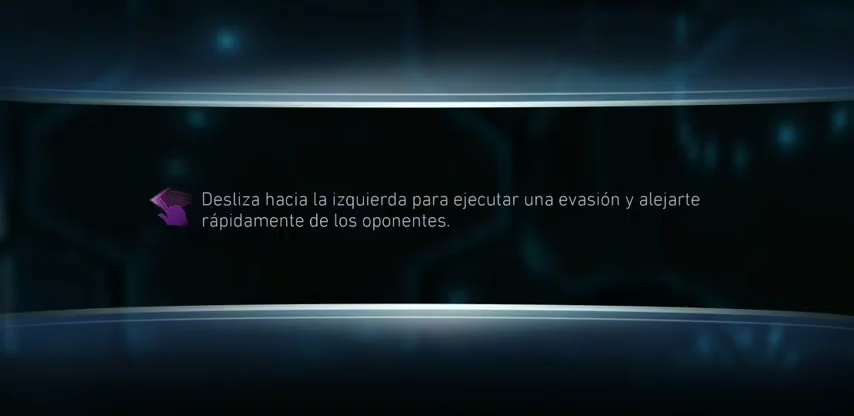 Desliza hacia la izquierda para ejecutar una evasión y alejarte
rápidamente de los oponentes.